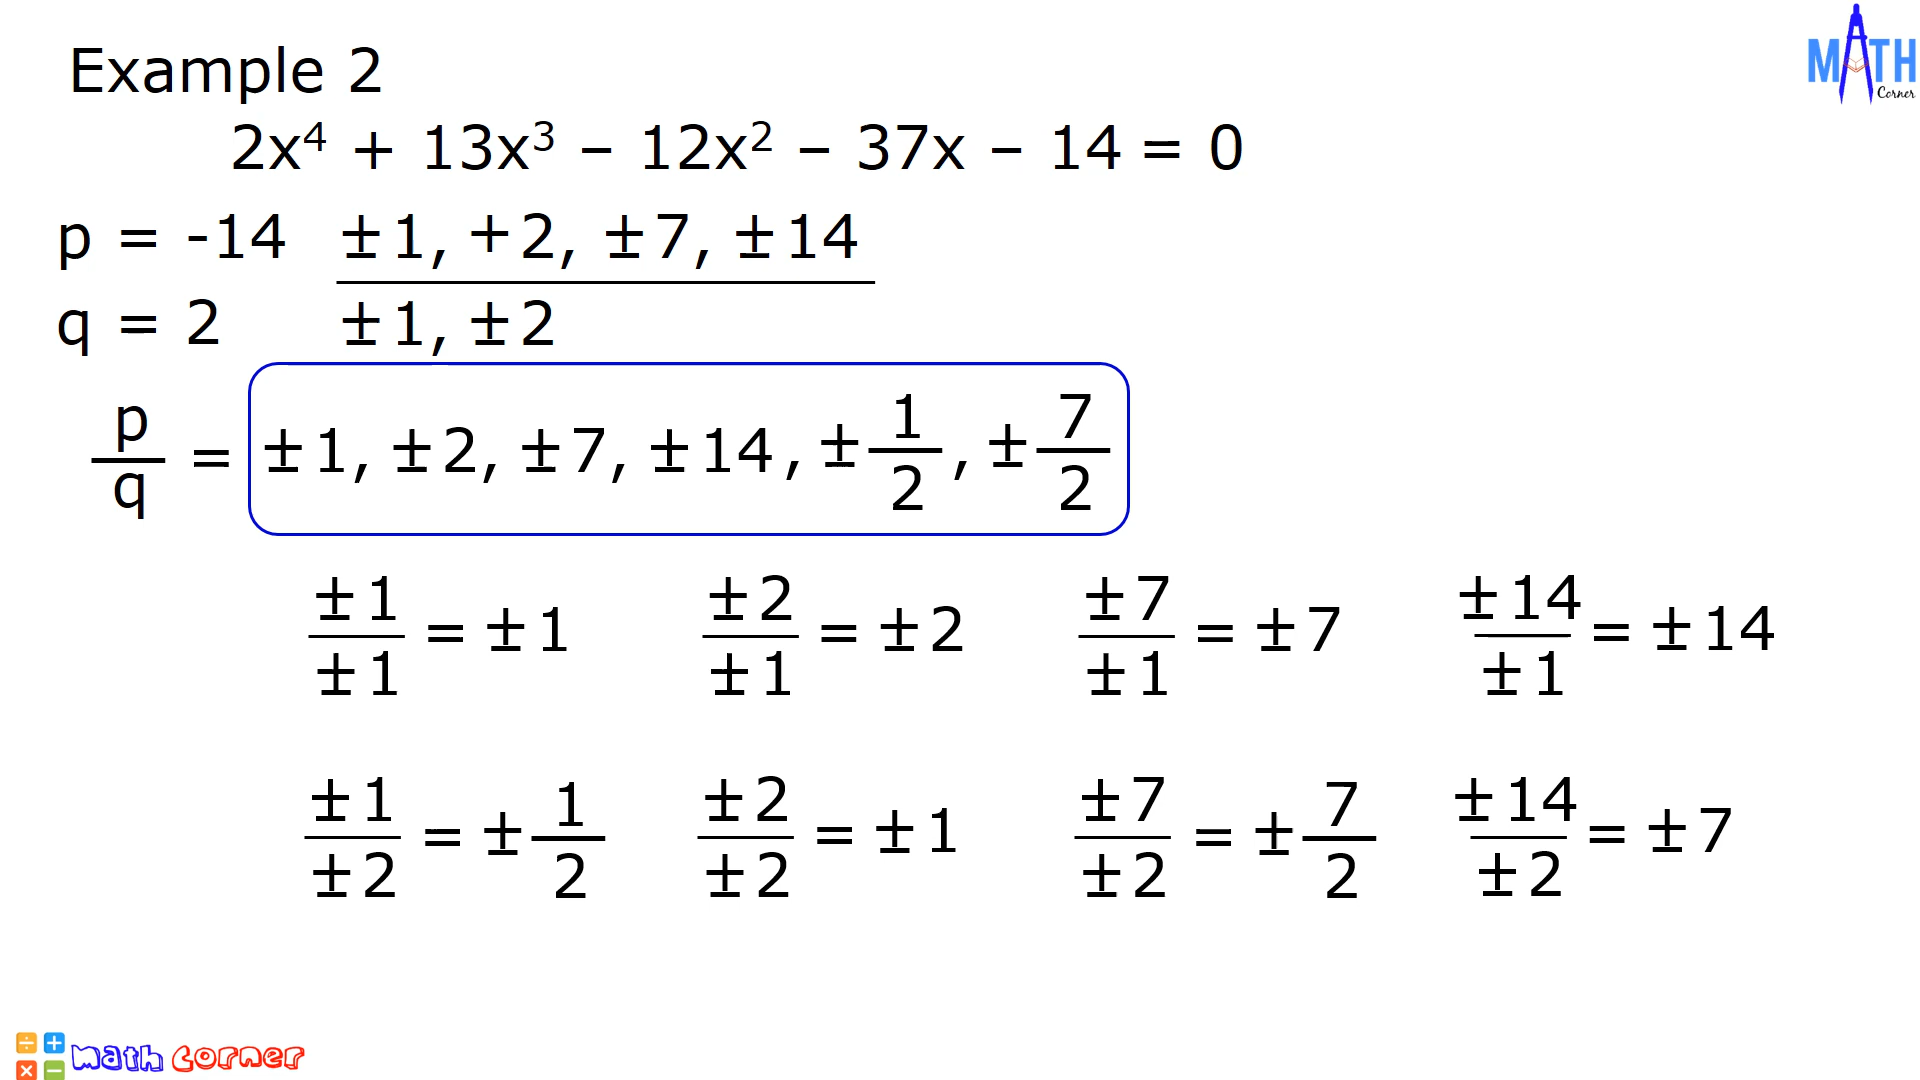 Example 2
MATH
Corner
2x⁴ + 13x³ – 12x² – 37x – 14 = 0
p = -14 ±1, +2, ±7, ±14
q = 2 ±1, ±2
p/q = ±1, ±2, ±7, ±14, ±1/2, ±7/2
±1/±1 = ±1 ±2/±1 = ±2 ±7/±1 = ±7 ±14/±1 = ±14
±1/±2 = ±1/2 ±2/±2 = ±1 ±7/±2 = ±7/2 ±14/±2 = ±7
÷ + × − math corner